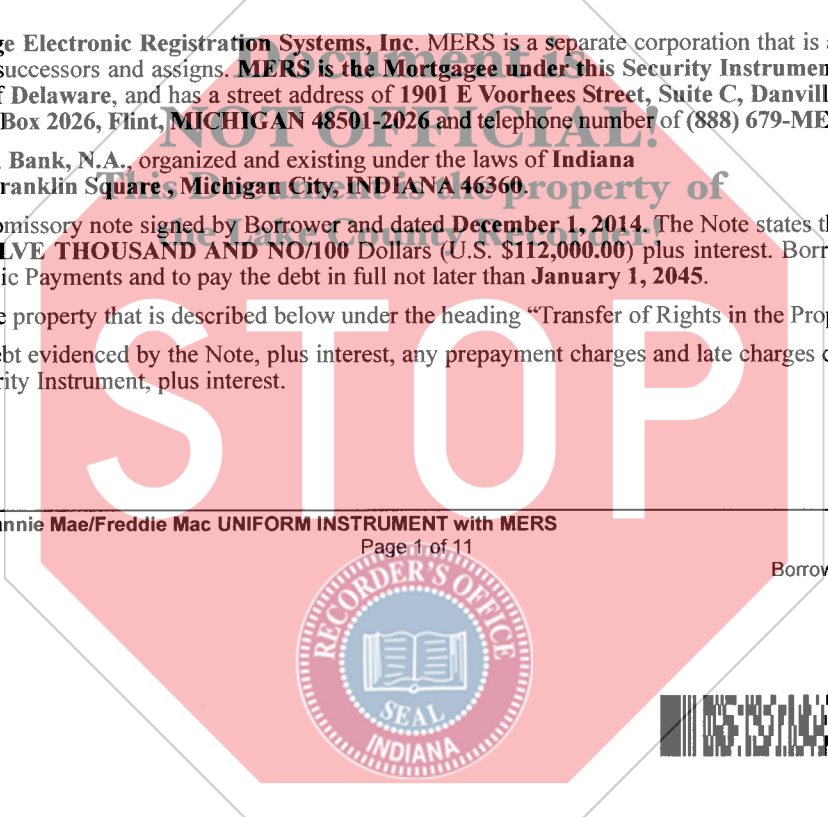 ge Electronic Registration Systems, Inc. MERS is a separate corporation that is a
successors and assigns. MERS is the Mortgagee under this Security Instrumen
f Delaware, and has a street address of 1901 E Voorhees Street, Suite C, Danvill
Box 2026, Flint, MICHIGAN 48501-2026 and telephone number of (888) 679-ME
Bank, N.A., organized and existing under the laws of Indiana
ranklin Square , Michigan City, INDIANA 46360.
omissory note signed by Borrower and dated December 1, 2014. The Note states th
LVE THOUSAND AND NO/100 Dollars (U.S. $112,000.00) plus interest. Borr
ic Payments and to pay the debt in full not later than January 1, 2045.
e property that is described below under the heading “Transfer of Rights in the Prop
ebt evidenced by the Note, plus interest, any prepayment charges and late charges d
rity Instrument, plus interest.
annie Mae/Freddie Mac UNIFORM INSTRUMENT with MERS
Page 1 of 11
Borrow
Document is
NOT OFFICIAL!
This Document is the property of
the Lake County Recorder!
STOP
RECORDER'S OFFICE
SEAL
INDIANA